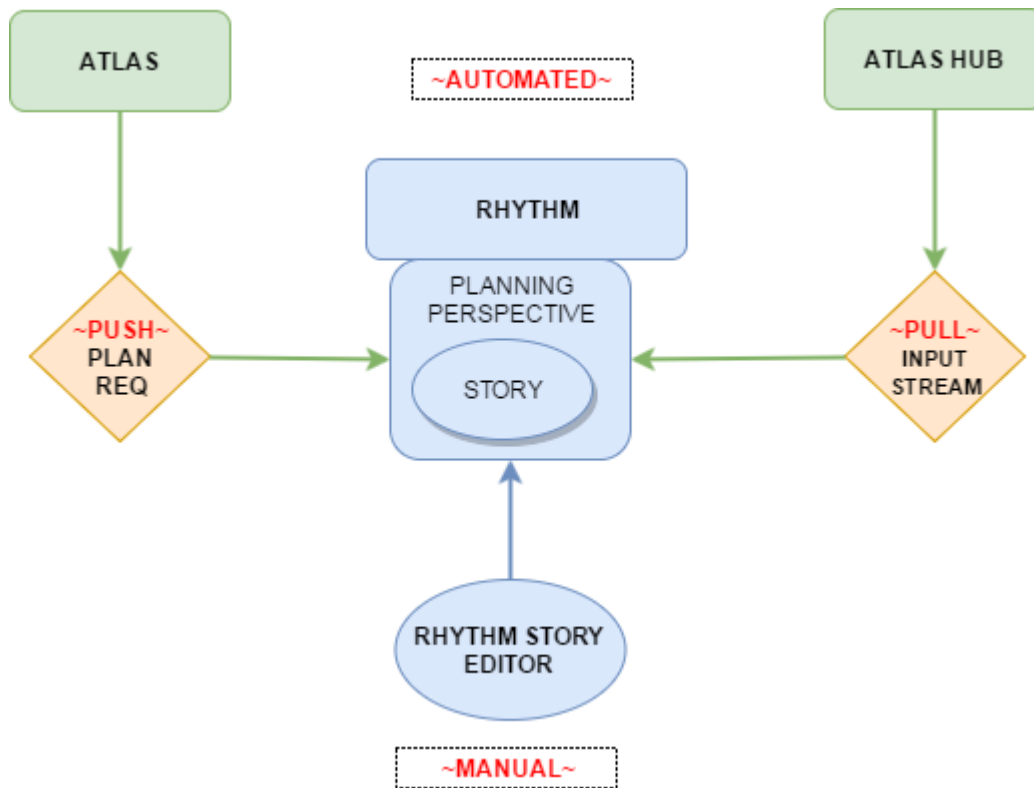 ATLAS
~AUTOMATED~
ATLAS HUB
RHYTHM
PLANNING
PERSPECTIVE
STORY
~PUSH~
PLAN
REQ
~PULL~
INPUT
STREAM
RHYTHM STORY
EDITOR
~MANUAL~